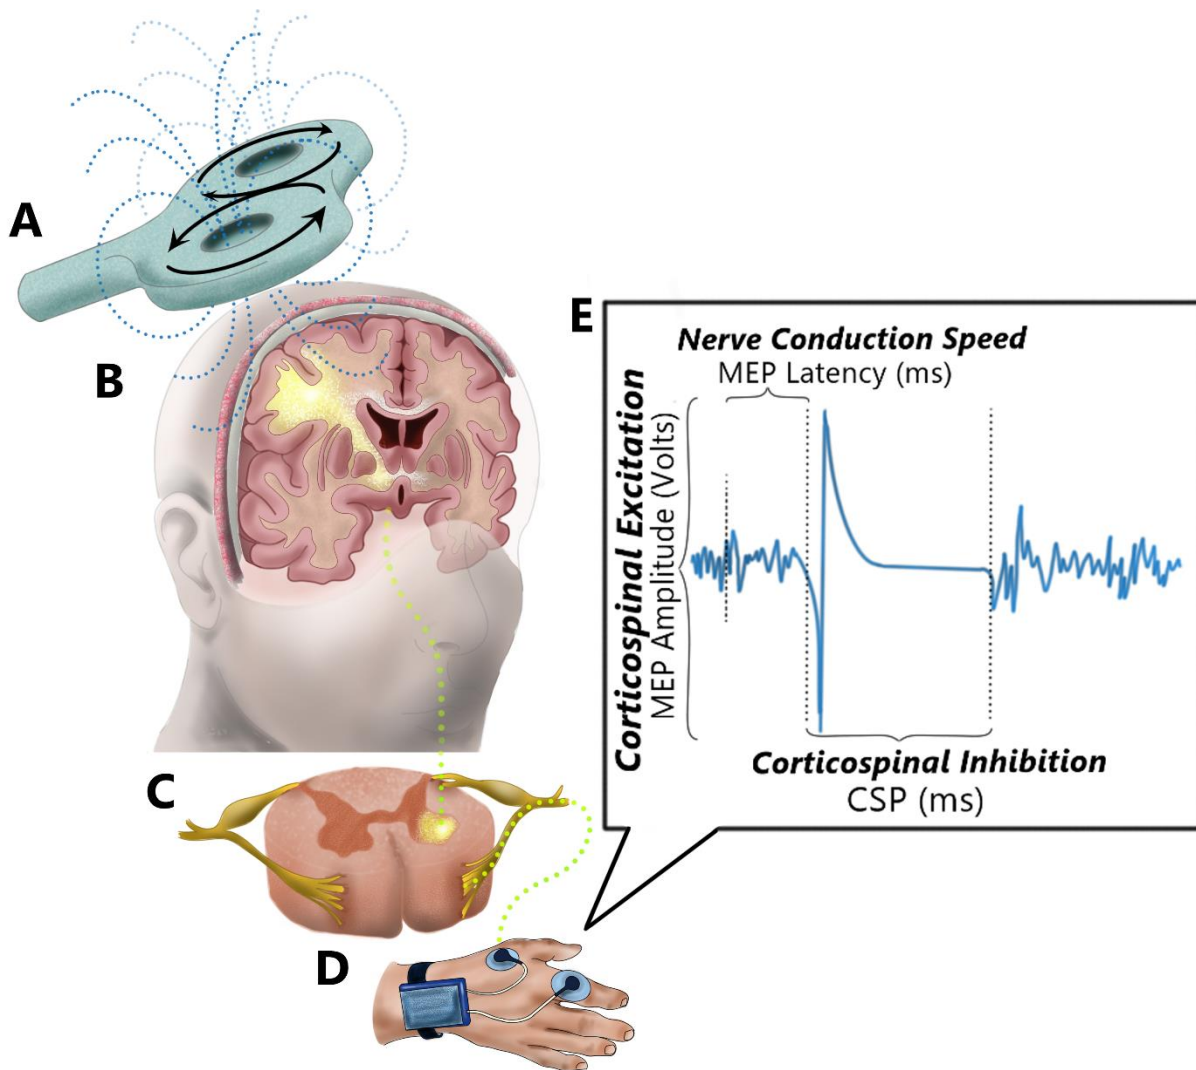 A
B
C
D
E
Nerve Conduction Speed
MEP Latency (ms)
Corticospinal Excitation
MEP Amplitude (Volts)
Corticospinal Inhibition
CSP (ms)